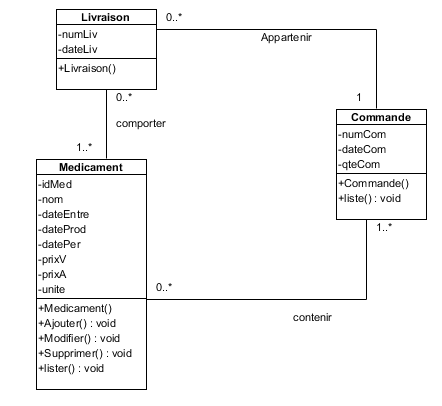 Livraison
-numLiv
-dateLiv
+Livraison()
0..*
Appartenir
1
0..*
comporter
1..*
Commande
-numCom
-dateCom
-qteCom
+Commande()
+liste() : void
1..*
Medicament
-idMed
-nom
-dateEntre
-dateProd
-datePer
-prixV
-prixA
-unite
+Medicament()
+Ajouter() : void
+Modifier() : void
+Supprimer() : void
+lister() : void
0..*
contenir